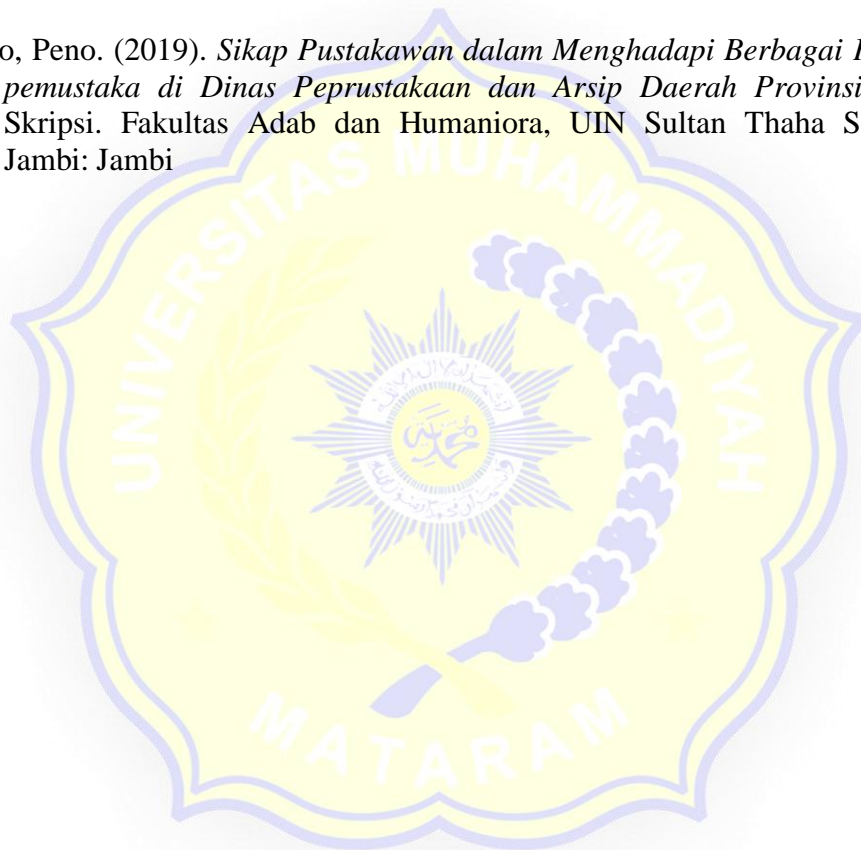 o, Peno. (2019). Sikap Pustakawan dalam Menghadapi Berbagai
pemustaka di Dinas Peprustakaan dan Arsip Daerah Provinsi
Skripsi. Fakultas Adab dan Humaniora, UIN Sultan Thaha S
Jambi: Jambi
UNIVERSITAS MUHAMMADIYAH
MATARAM